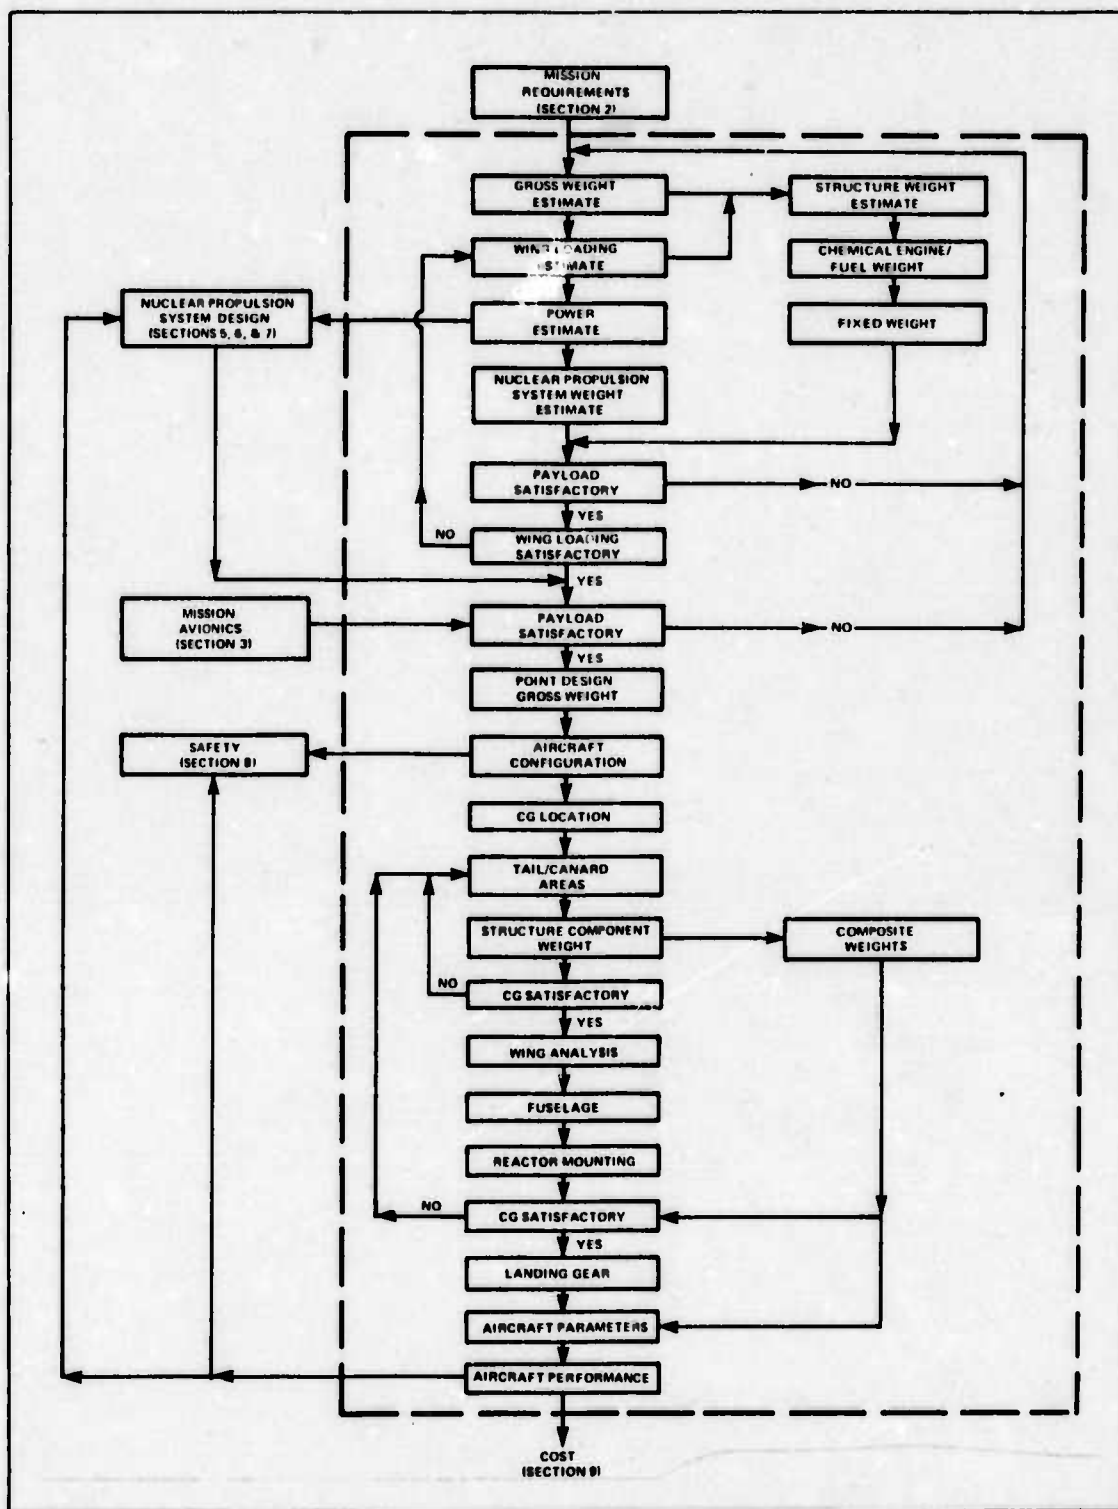 MISSION
REQUIREMENTS
(SECTION 2)
GROSS WEIGHT
ESTIMATE
STRUCTURE WEIGHT
ESTIMATE
WING LOADING
ESTIMATE
CHEMICAL ENGINE/
FUEL WEIGHT
NUCLEAR PROPULSION
SYSTEM DESIGN
(SECTIONS 5, 6, & 7)
POWER
ESTIMATE
FIXED WEIGHT
NUCLEAR PROPULSION
SYSTEM WEIGHT
ESTIMATE
PAYLOAD
SATISFACTORY
NO
YES
NO
WING LOADING
SATISFACTORY
YES
MISSION
AVIONICS
(SECTION 3)
PAYLOAD
SATISFACTORY
NO
YES
POINT DESIGN
GROSS WEIGHT
SAFETY
(SECTION 8)
AIRCRAFT
CONFIGURATION
CG LOCATION
TAIL/CANARD
AREAS
STRUCTURE COMPONENT
WEIGHT
COMPOSITE
WEIGHTS
NO
CG SATISFACTORY
YES
WING ANALYSIS
FUSELAGE
REACTOR MOUNTING
NO
CG SATISFACTORY
YES
LANDING GEAR
AIRCRAFT PARAMETERS
AIRCRAFT PERFORMANCE
COST
(SECTION 9)